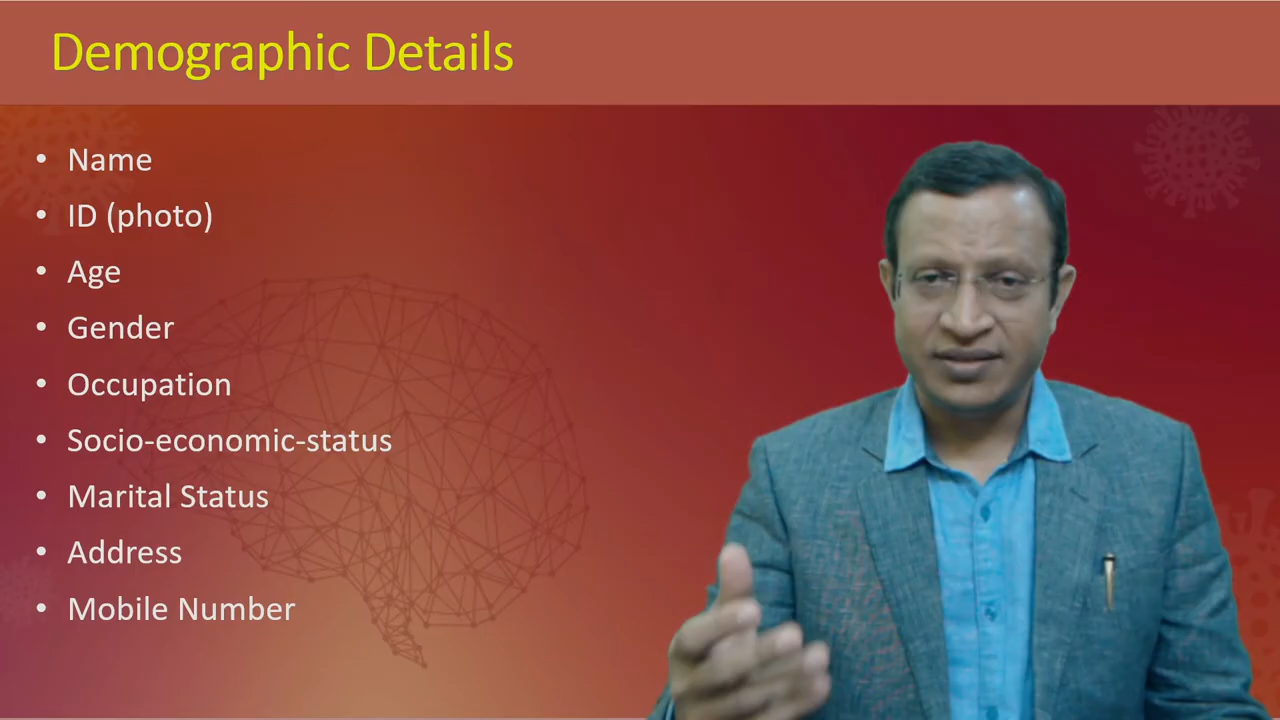 Demographic Details
• Name
• ID (photo)
• Age
• Gender
• Occupation
• Socio-economic-status
• Marital Status
• Address
• Mobile Number